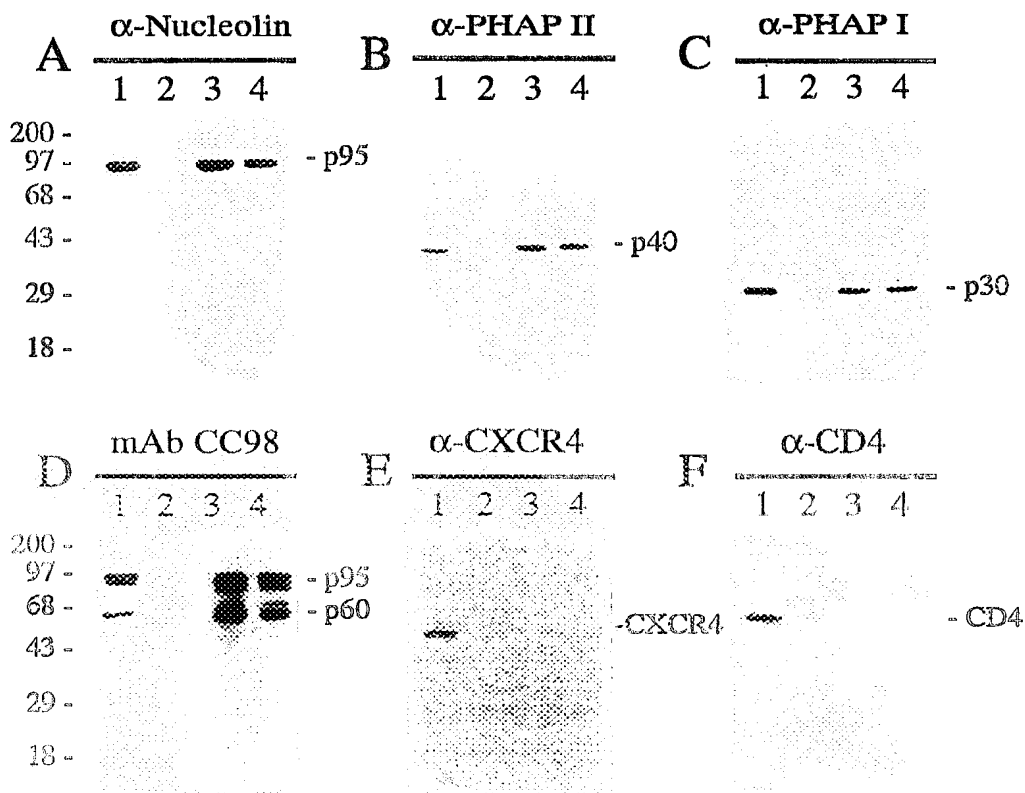 α-Nucleolin
α-PHAP II
α-PHAP I
A
B
C
1 2 3 4
1 2 3 4
1 2 3 4
200 -
97 -
68 -
43 -
29 -
18 -
- p95
- p40
- p30
mAb CC98
α-CXCR4
α-CD4
D
E
F
1 2 3 4
1 2 3 4
1 2 3 4
200 -
97 -
68 -
43 -
29 -
18 -
- p95
- p60
-CXCR4
- CD4